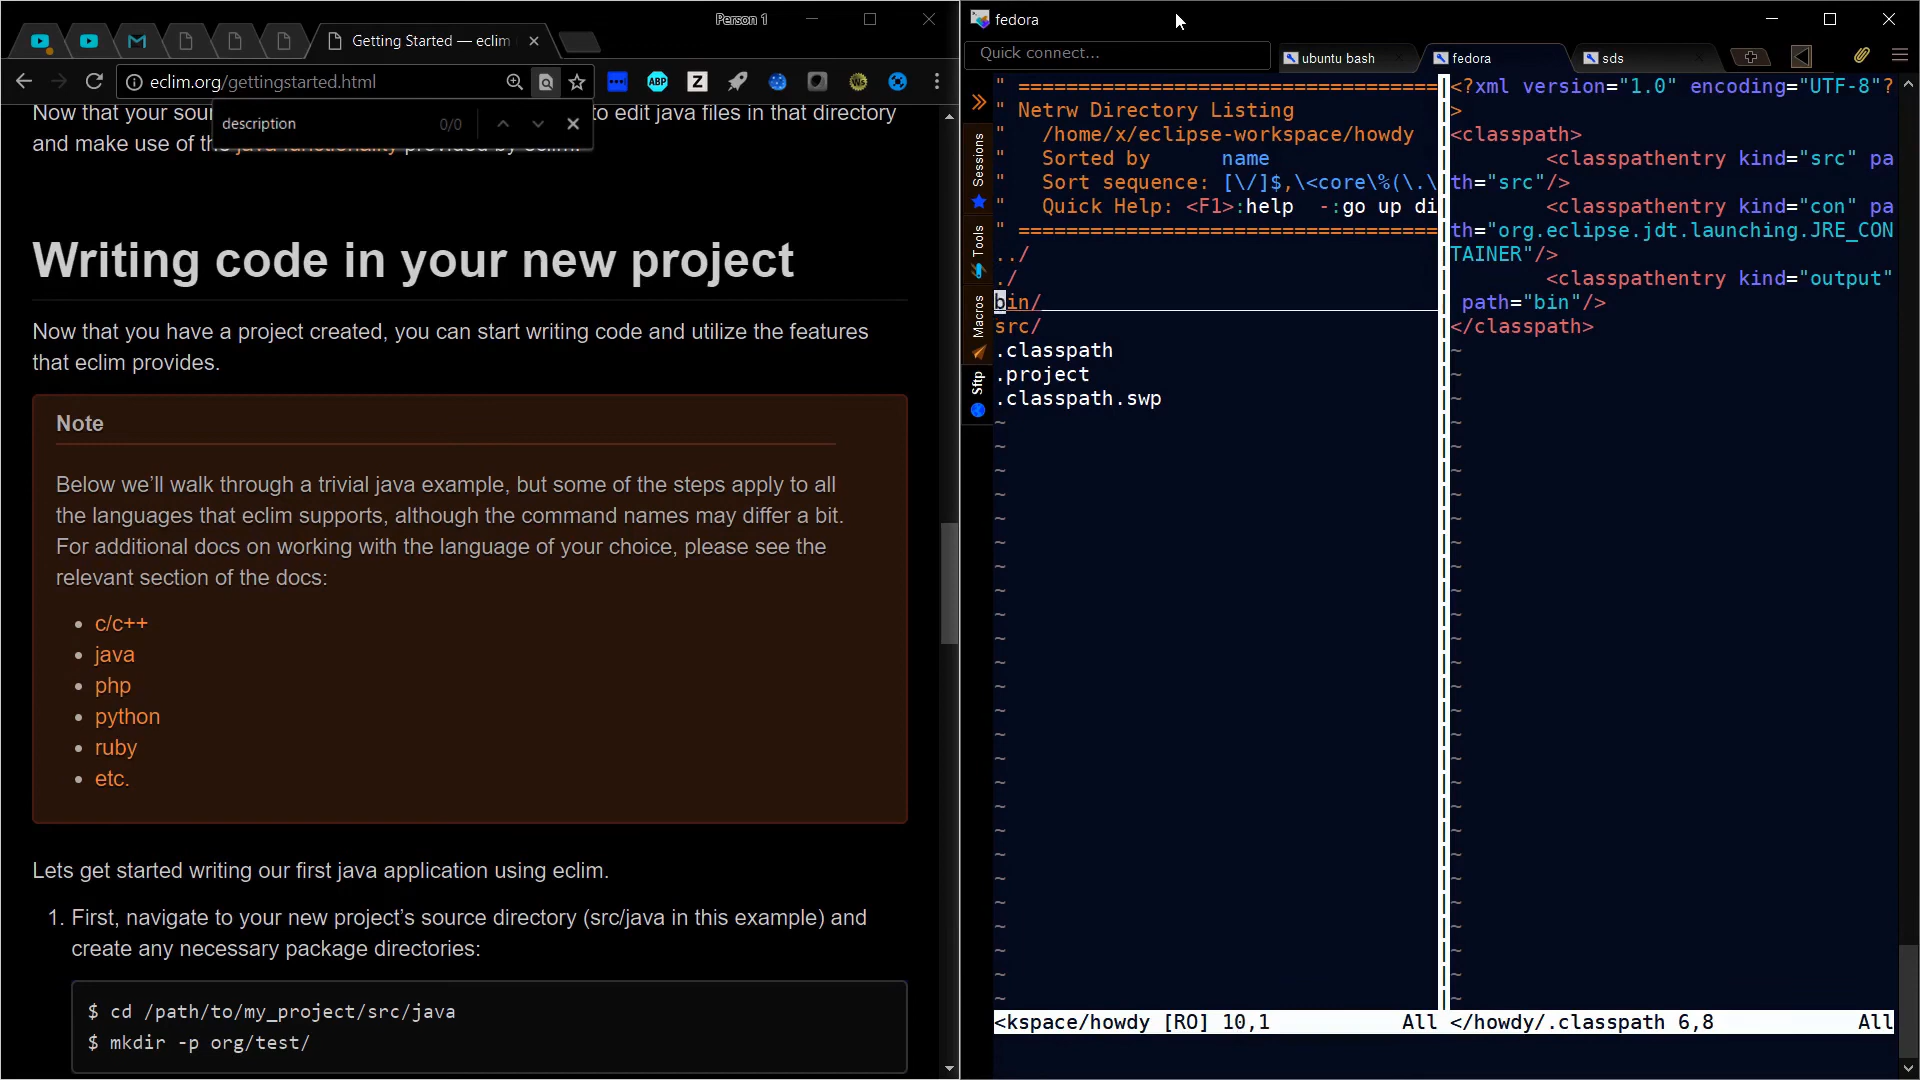 Person 1
Getting Started — eclim
eclim.org/gettingstarted.html
ABP
Z
description
0/0
to edit java files in that directory
Now that your sour
and make use of the java functionality provided by eclim.
Writing code in your new project
Now that you have a project created, you can start writing code and utilize the features
that eclim provides.
Note
Below we’ll walk through a trivial java example, but some of the steps apply to all
the languages that eclim supports, although the command names may differ a bit.
For additional docs on working with the language of your choice, please see the
relevant section of the docs:
c/c++
java
php
python
ruby
etc.
Lets get started writing our first java application using eclim.
1. First, navigate to your new project’s source directory (src/java in this example) and
create any necessary package directories:
$ cd /path/to/my_project/src/java
$ mkdir -p org/test/
fedora
Quick connect...
ubuntu bash
fedora
sds
Sessions
Tools
Macros
Sftp
" =====================================
" Netrw Directory Listing
"   /home/x/eclipse-workspace/howdy
"   Sorted by      name
"   Sort sequence: [\/]$,\<core\%(\.\
"   Quick Help: <F1>:help  -:go up di
" =====================================
../
./
bin/
src/
.classpath
.project
.classpath.swp
<kspace/howdy [RO] 10,1 All
<?xml version="1.0" encoding="UTF-8"?
>
<classpath>
<classpathentry kind="src" pa
th="src"/>
<classpathentry kind="con" pa
th="org.eclipse.jdt.launching.JRE_CON
TAINER"/>
<classpathentry kind="output"
path="bin"/>
</classpath>
</howdy/.classpath 6,8 All